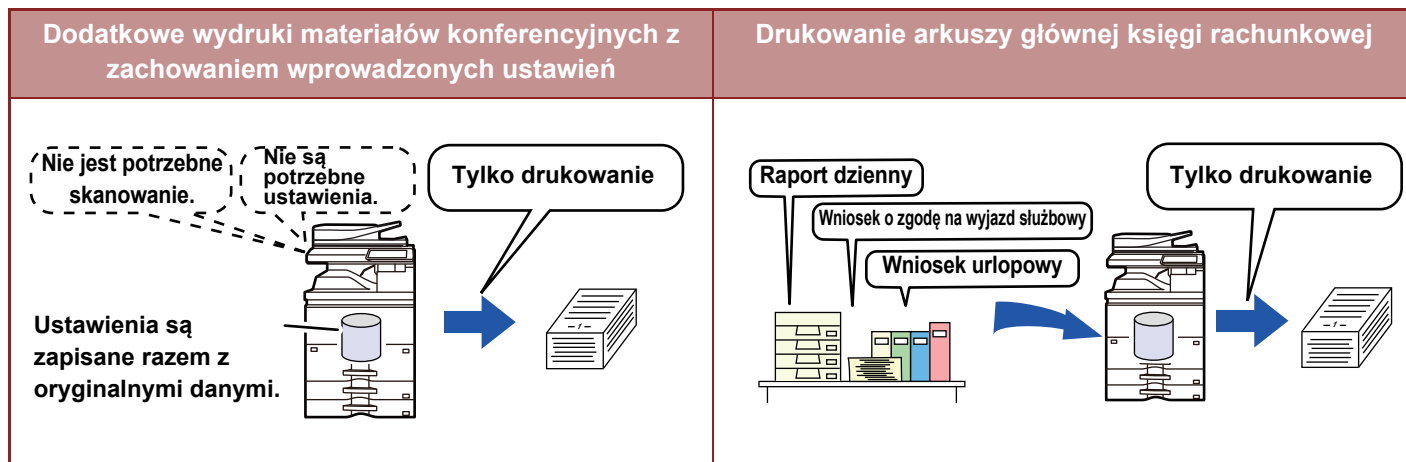 Dodatkowe wydruki materiałów konferencyjnych z
zachowaniem wprowadzonych ustawień
Nie jest potrzebne
skanowanie.
Nie są
potrzebne
ustawienia.
Tylko drukowanie
Ustawienia są
zapisane razem z
oryginalnymi danymi.
-1-
Drukowanie arkuszy głównej księgi rachunkowej
Raport dzienny
Wniosek o zgodę na wyjazd służbowy
Wniosek urlopowy
Tylko drukowanie
-1-